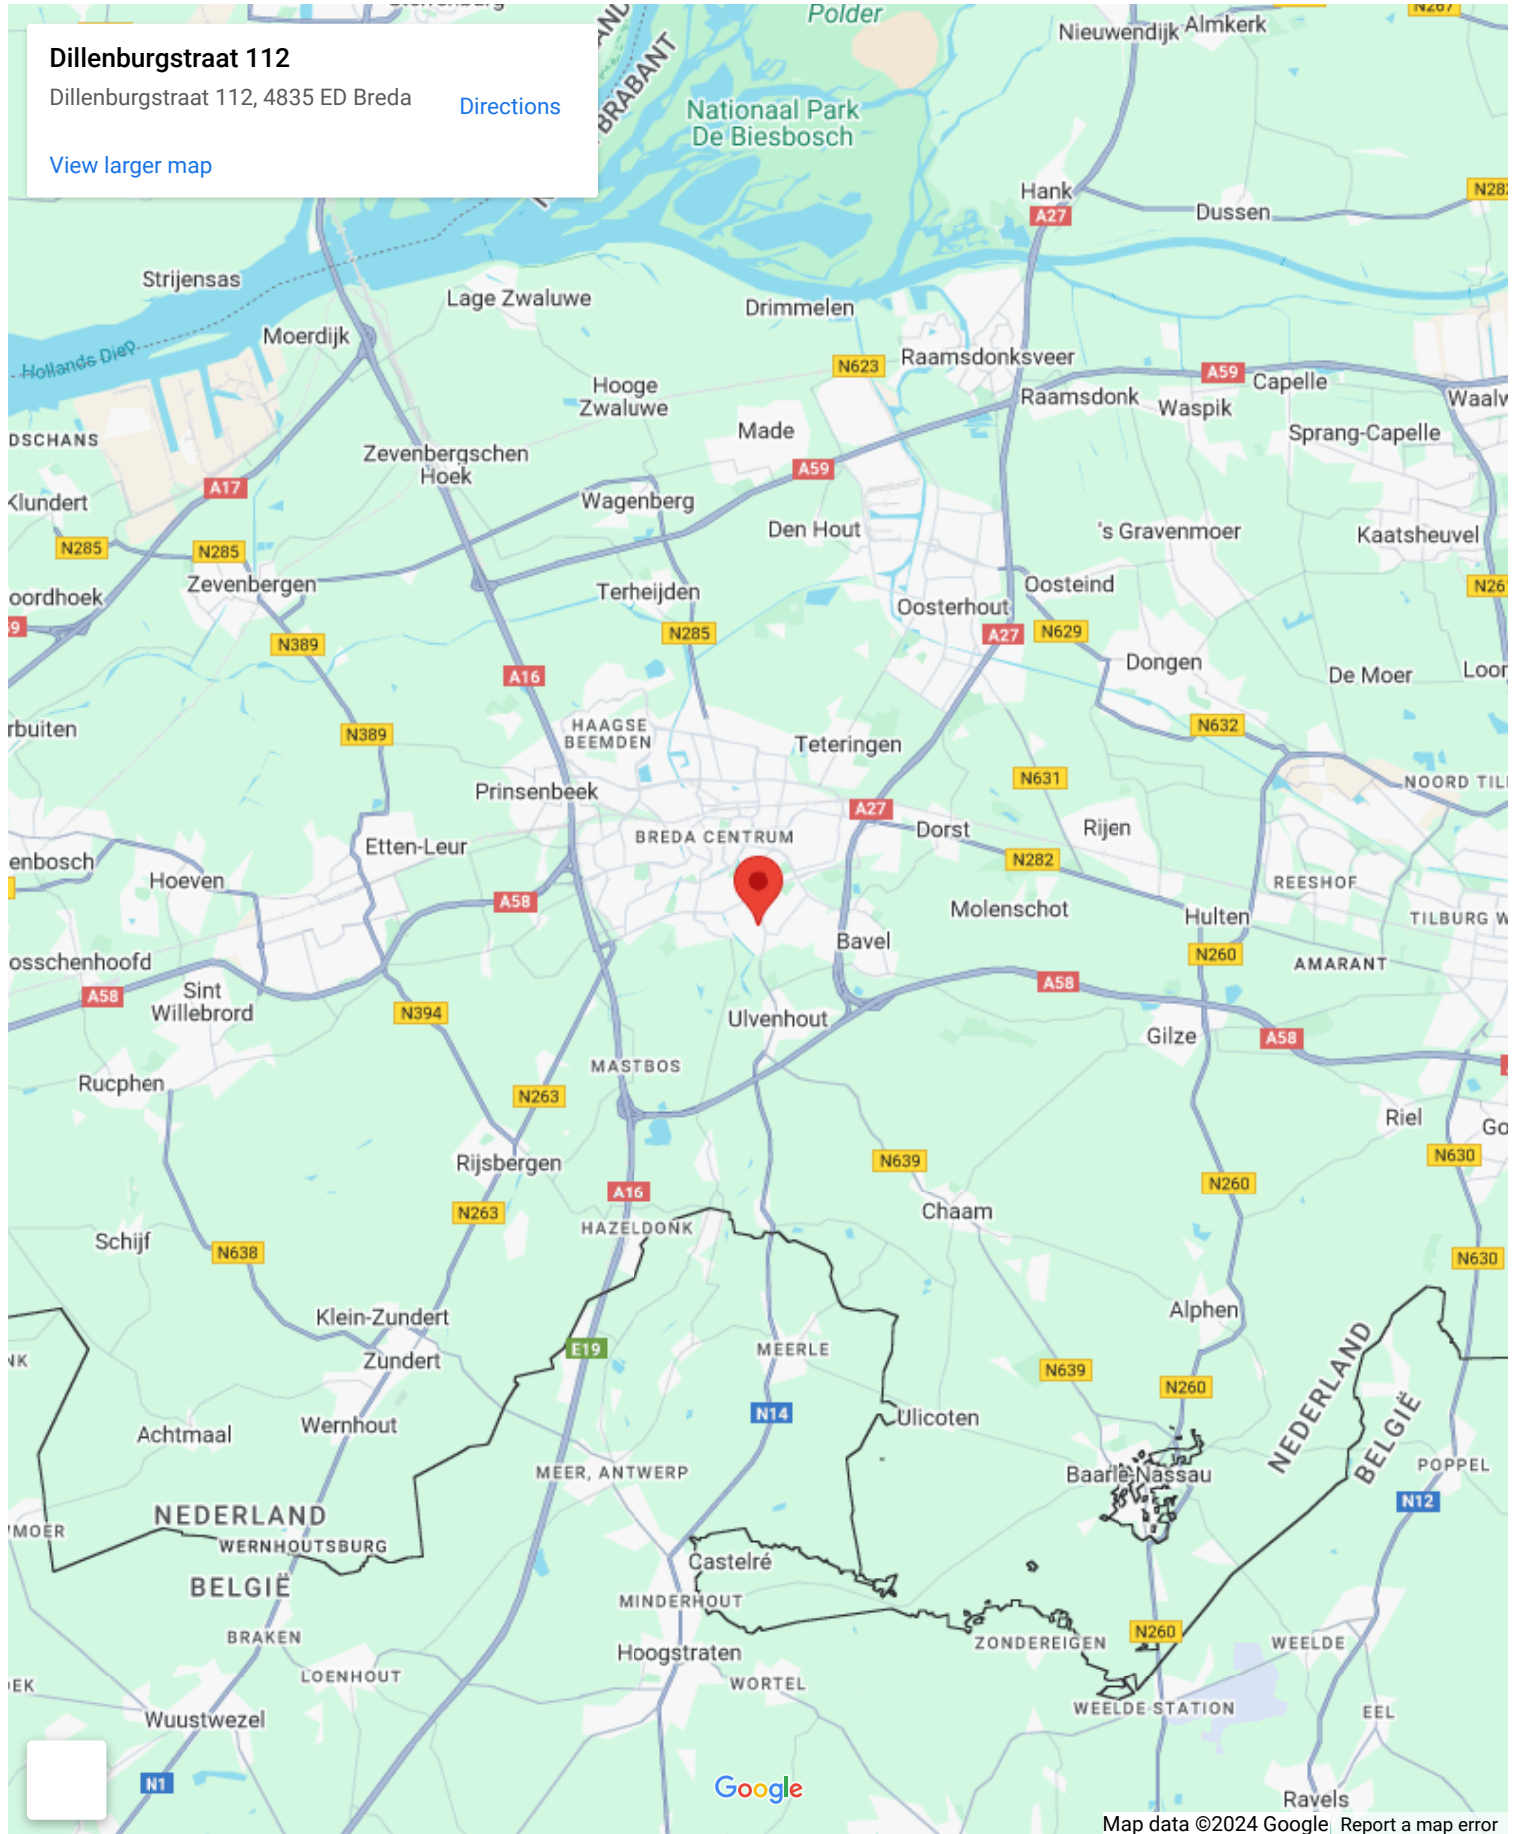 Dillenburgstraat 112
Dillenburgstraat 112, 4835 ED Breda
Directions
View larger map
Polder
Nieuwendijk
Almkerk
N267
BRABANT
Nationaal Park
De Biesbosch
Hank
A27
Dussen
Strijensas
Lage Zwaluwe
Drimmelen
Moerdijk
Hollands Diep
N623
Raamsdonksveer
A59
Capelle
Hooge
Zwaluwe
Raamsdonk
Waspik
Made
Sprang-Capelle
DSCHANS
Zevenbergschen
Hoek
A59
A17
Klundert
Wagenberg
Den Hout
's Gravenmoer
Kaatsheuvel
N285
N285
Zevenbergen
Terheijden
Oosteind
oordhoek
Oosterhout
N285
A27
N629
N389
Dongen
A16
De Moer
Loon
rbuiten
N389
HAAGSE
BEEMDEN
Teteringen
N632
N631
NOORD TIL
Prinsenbeek
A27
BREDA CENTRUM
Dorst
Rijen
Etten-Leur
N282
enbosch
Hoeven
REESHOF
A58
Molenschot
Hulten
TILBURG W
Bavel
N260
osschenhoofd
AMARANT
A58
Sint
Willebrord
A58
N394
Ulvenhout
Gilze
A58
MASTBOS
Rucphen
N263
Riel
Go
Rijsbergen
N639
N630
A16
N260
N263
Chaam
HAZELDONK
Schijf
N638
N630
Klein-Zundert
Alphen
E19
MEERLE
NK
Zundert
N639
N260
NEDERLAND
BELGIË
N14
Ulicoten
Achtmaal
Wernhout
MEER, ANTWERP
Baarle-Nassau
POPPEL
N12
NEDERLAND
WERNHOUTSBURG
BELGIË
Castelré
MINDERHOUT
BRAKEN
N260
ZONDEREIGEN
WEELDE
Hoogstraten
LOENHOUT
WORTEL
EK
WEELDE-STATION
EEL
Wuustwezel
N1
Google
Ravels
Map data ©2024 Google
Report a map error